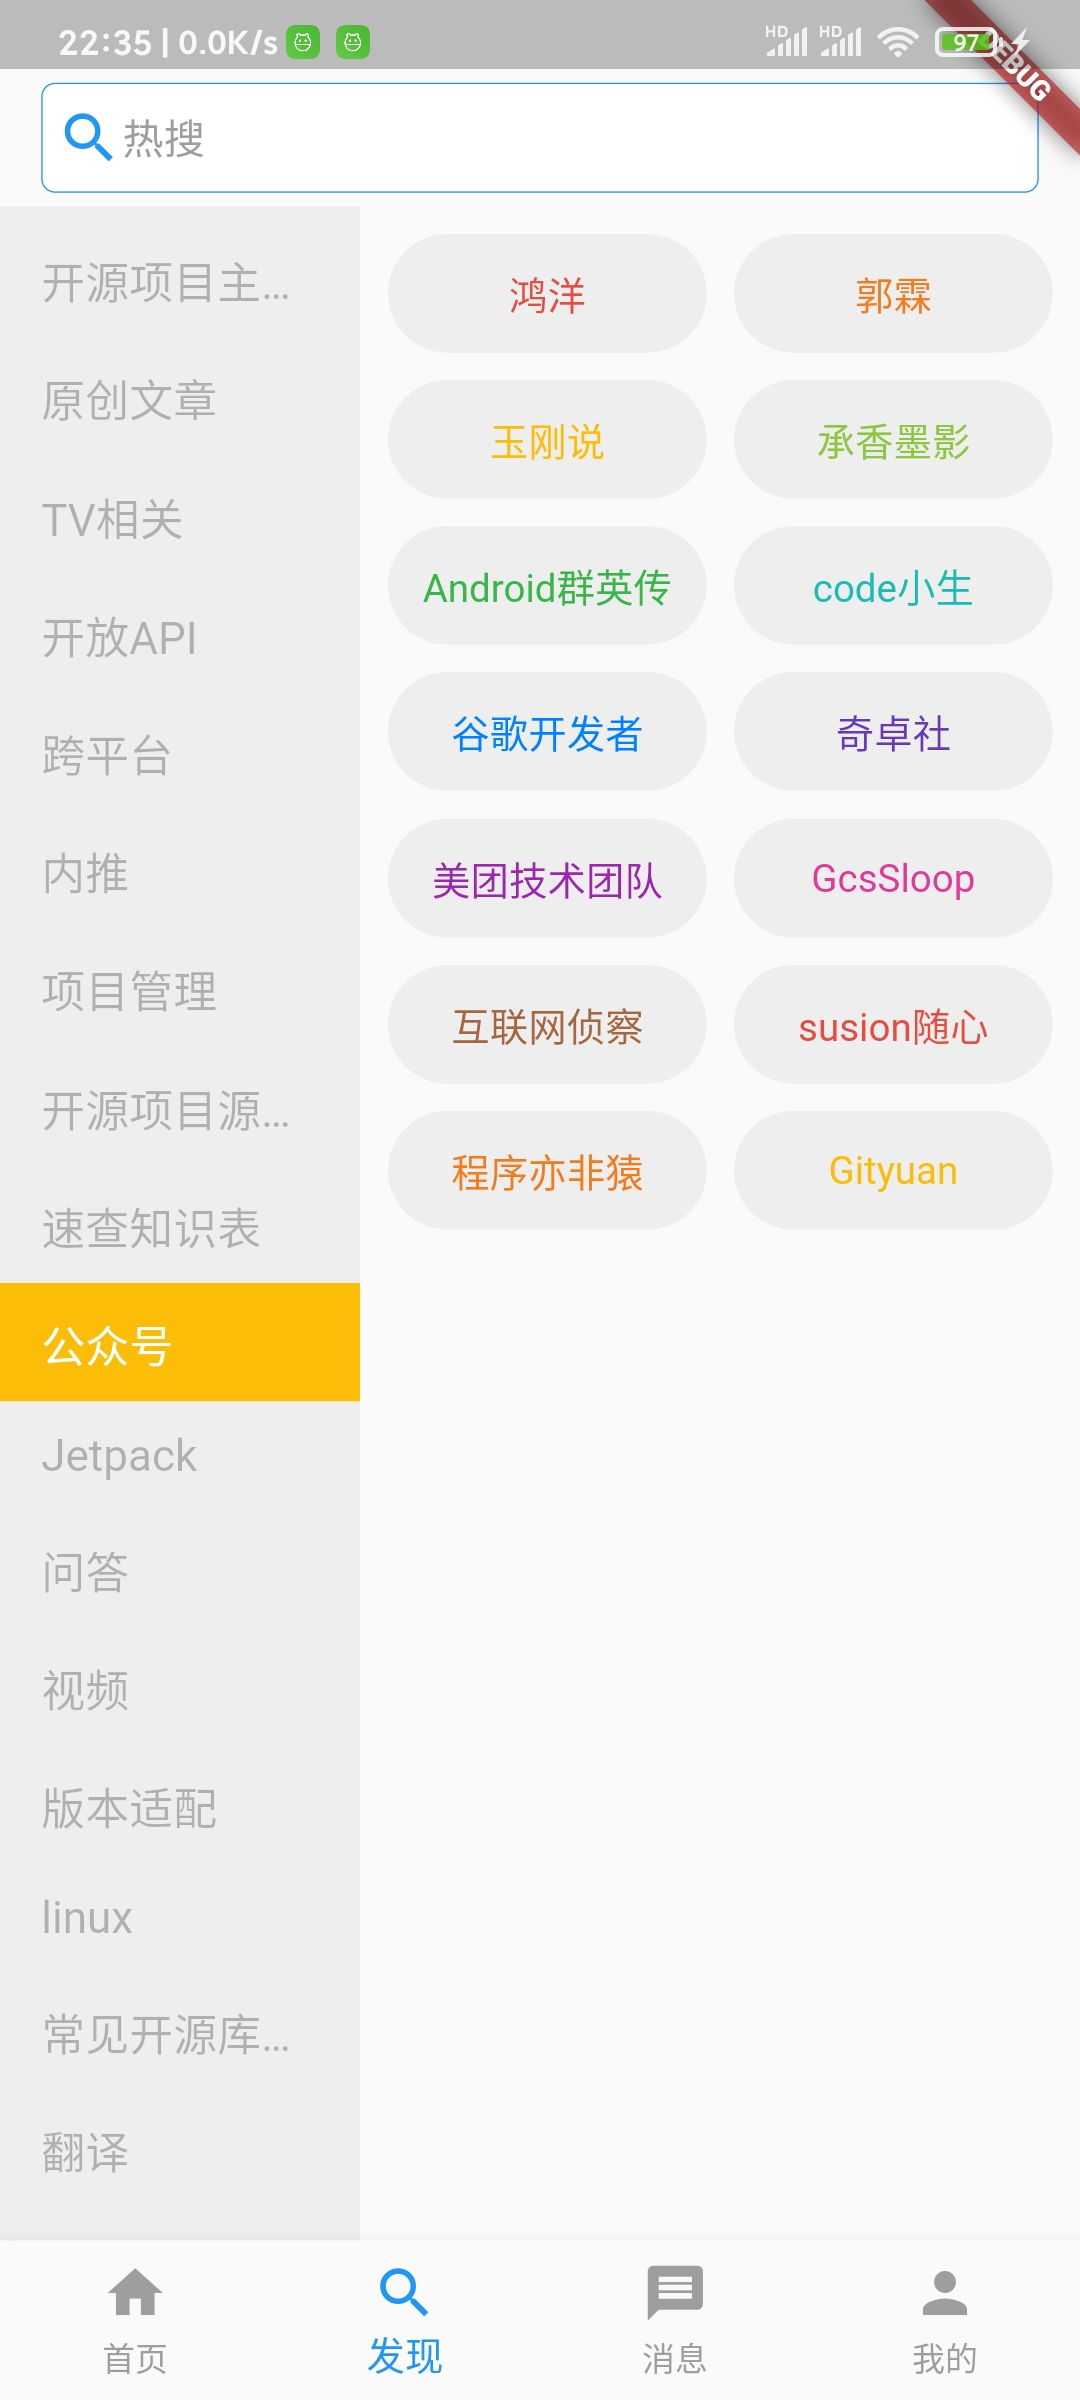 22:35 | 0.0K/s
HD
HD
97
热搜
开源项目主...
原创文章
TV相关
开放API
跨平台
内推
项目管理
开源项目源...
速查知识表
公众号
Jetpack
问答
视频
版本适配
linux
常见开源库...
翻译
鸿洋
郭霖
玉刚说
承香墨影
Android群英传
code小生
谷歌开发者
奇卓社
美团技术团队
GcsSloop
互联网侦察
susion随心
程序亦非猿
Gityuan
首页
发现
消息
我的